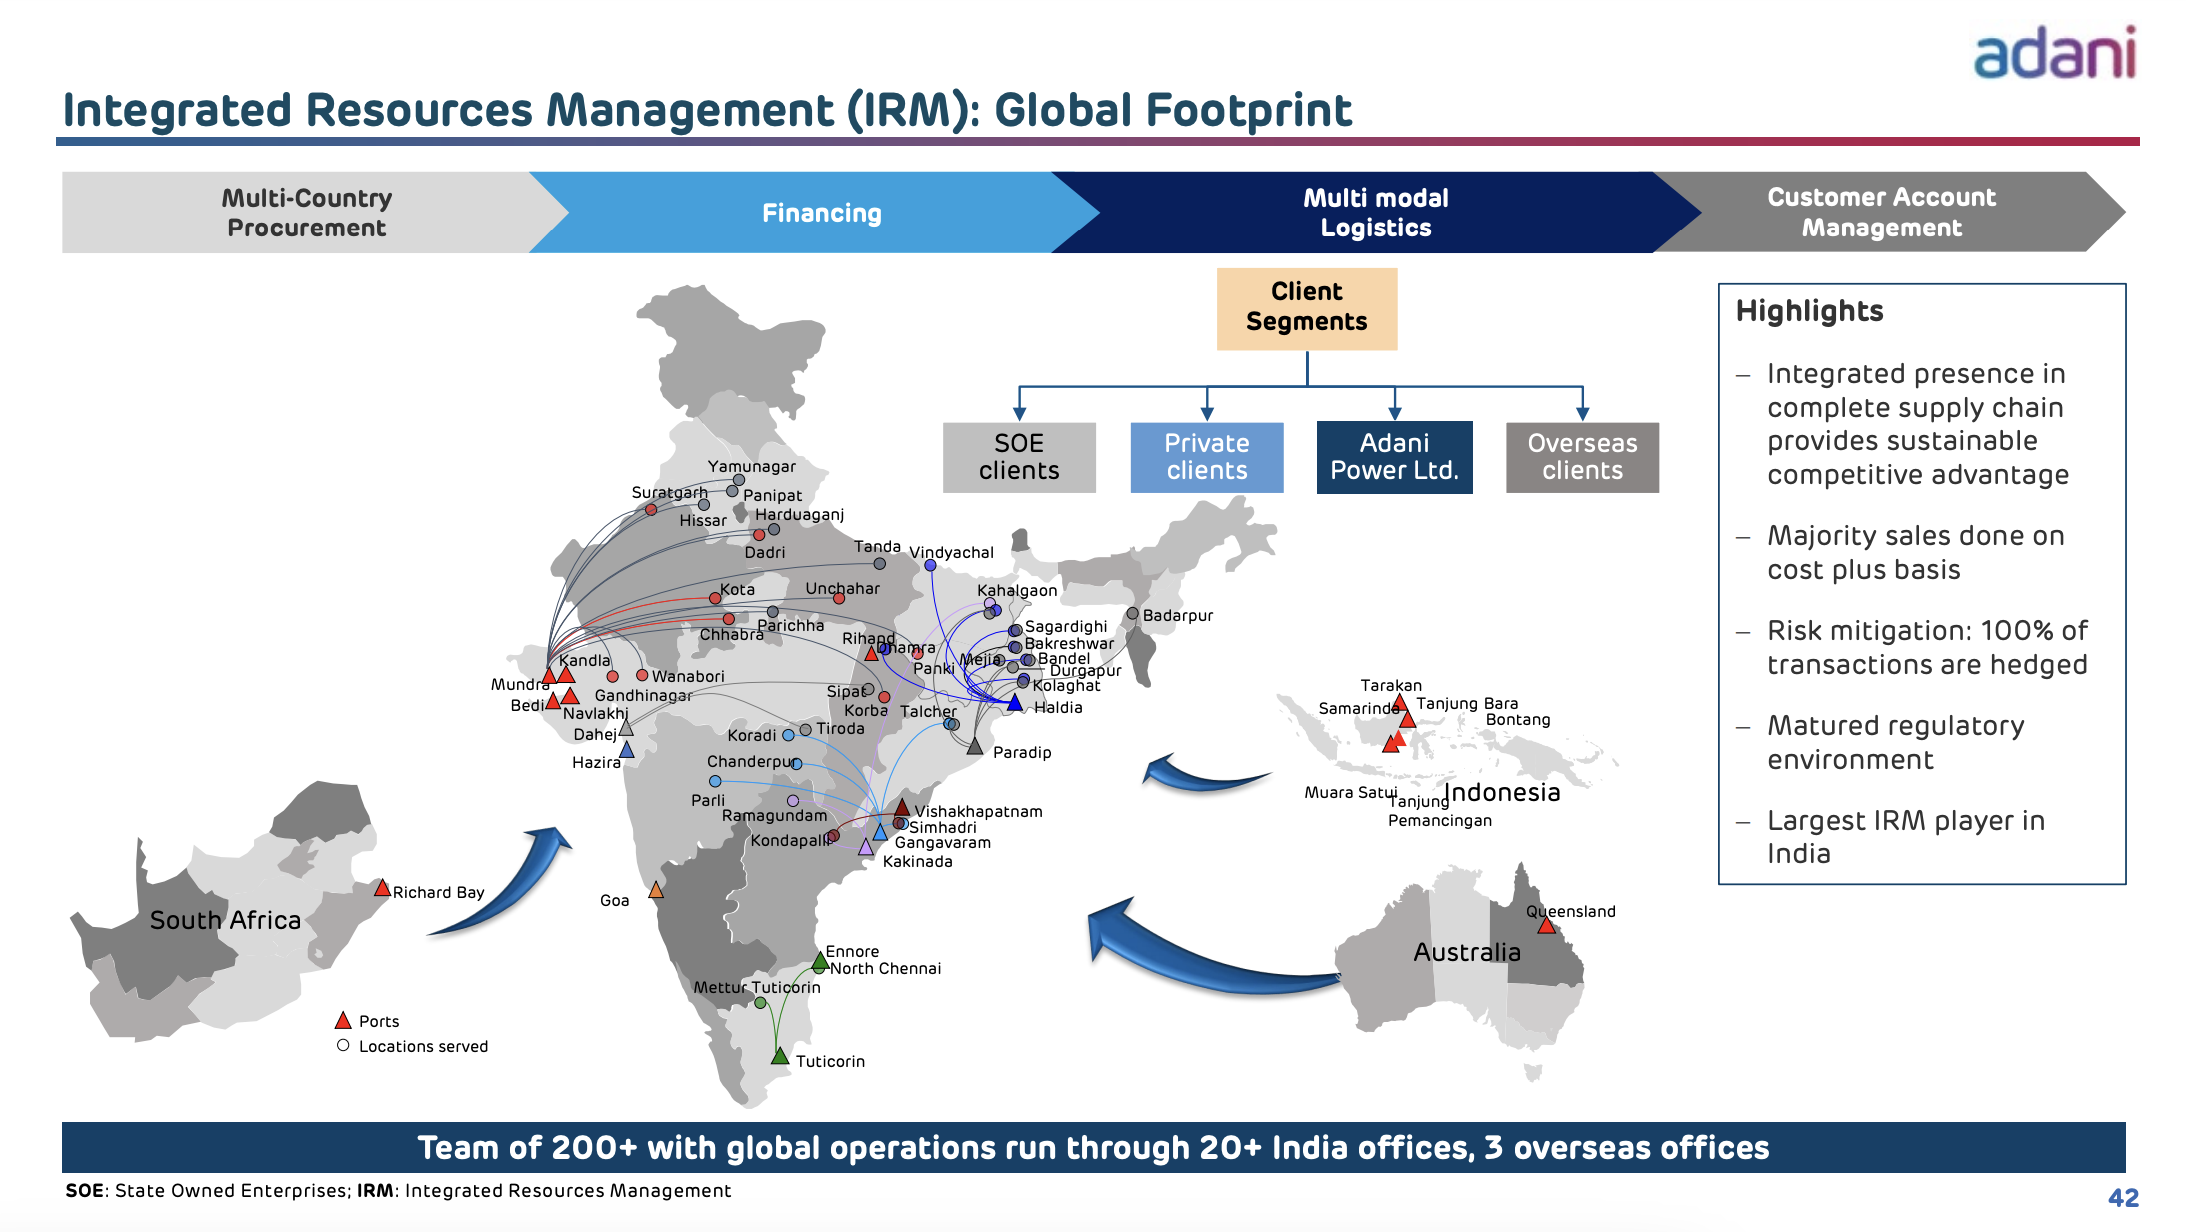 adani
Integrated Resources Management (IRM): Global Footprint
Multi-Country
Procurement
Financing
Multi modal
Logistics
Customer Account
Management
Client
Segments
SOE
clients
Private
clients
Adani
Power Ltd.
Overseas
clients
Highlights
– Integrated presence in
complete supply chain
provides sustainable
competitive advantage
– Majority sales done on
cost plus basis
– Risk mitigation: 100% of
transactions are hedged
– Matured regulatory
environment
– Largest IRM player in
India
Yamunagar
Suratgarh
Panipat
Hissar
Harduaganj
Dadri
Tanda
Vindyachal
Kota
Unchahar
Kahalgaon
Chhabra
Parichha
Badarpur
Sagardighi
Rihand
Dhamra
Bakreshwar
Panki
Mejia
Bandel
Durgapur
Kandla
Wanabori
Kolaghat
Mundra
Gandhinagar
Sipat
Bedi
Navlakhi
Korba
Talcher
Haldia
Dahej
Koradi
Tiroda
Paradip
Hazira
Chanderpur
Parli
Ramagundam
Vishakhapatnam
Simhadri
Kondapalli
Gangavaram
Kakinada
Goa
Ennore
North Chennai
Mettur Tuticorin
Tuticorin
Tarakan
Samarinda
Tanjung Bara
Bontang
Muara Satui
Tanjung
Pemancingan
Indonesia
Queensland
Australia
Richard Bay
South Africa
Ports
Locations served
Team of 200+ with global operations run through 20+ India offices, 3 overseas offices
SOE: State Owned Enterprises; IRM: Integrated Resources Management
42